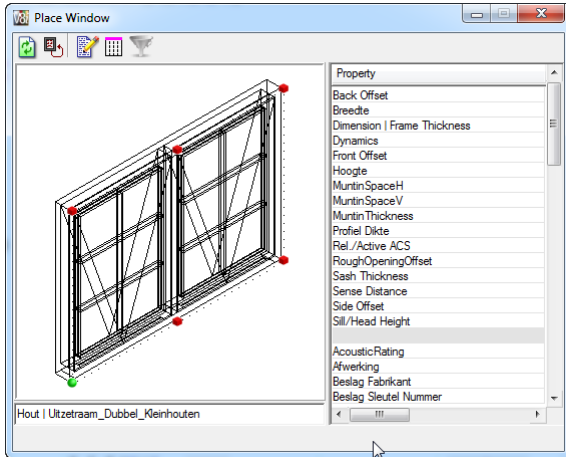 V8i Place Window
Property
Back Offset
Breedte
Dimension | Frame Thickness
Dynamics
Front Offset
Hoogte
MuntinSpaceH
MuntinSpaceV
MuntinThickness
Profiel Dikte
Rel./Active ACS
RoughOpeningOffset
Sash Thickness
Sense Distance
Side Offset
Sill/Head Height
AcousticRating
Afwerking
Beslag Fabrikant
Beslag Sleutel Nummer
Hout | Uitzetraam_Dubbel_Kleinhouten